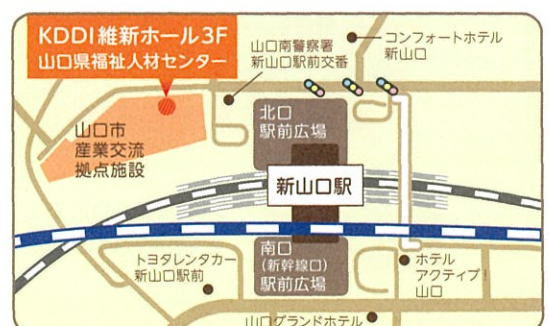 KDDI維新ホール3F
山口県福祉人材センター
山口南警察署
新山口駅前交番
コンフォートホテル
新山口
北口
駅前広場
山口市
産業交流
拠点施設
新山口駅
トヨタレンタカー
新山口駅前
南口
(新幹線口)
駅前広場
ホテル
アクティブ!
山口
山口グランドホテル